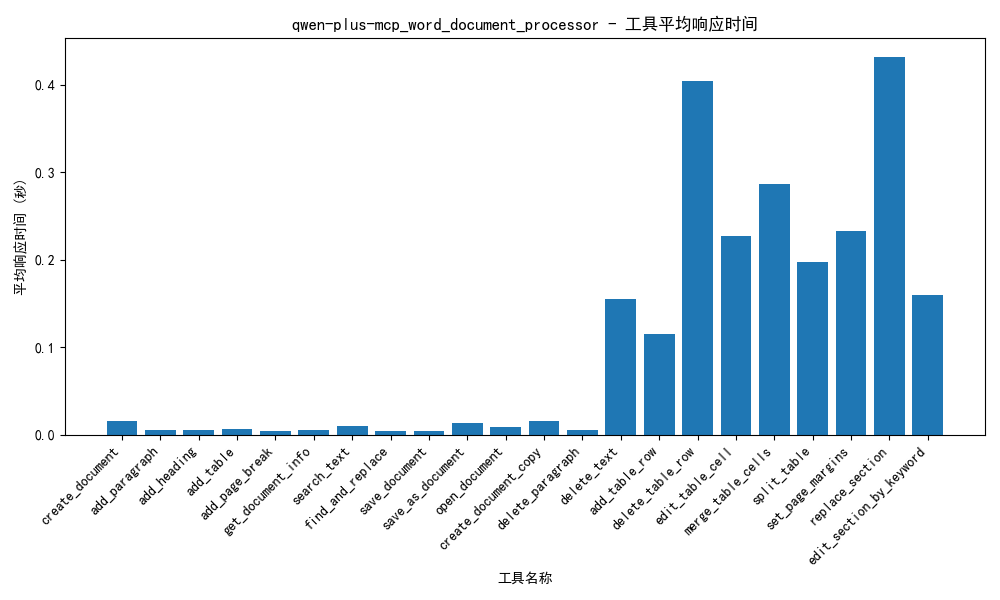 qwen-plus-mcp_word_document_processor - 工具平均响应时间
平均响应时间 (秒)
0.4
0.3
0.2
0.1
0.0
create_document
add_paragraph
add_heading
add_table
add_page_break
get_document_info
search_text
find_and_replace
save_document
save_as_document
open_document
create_document_copy
delete_paragraph
delete_text
add_table_row
delete_table_row
edit_table_cell
merge_table_cells
split_table
set_page_margins
replace_section
edit_section_by_keyword
工具名称